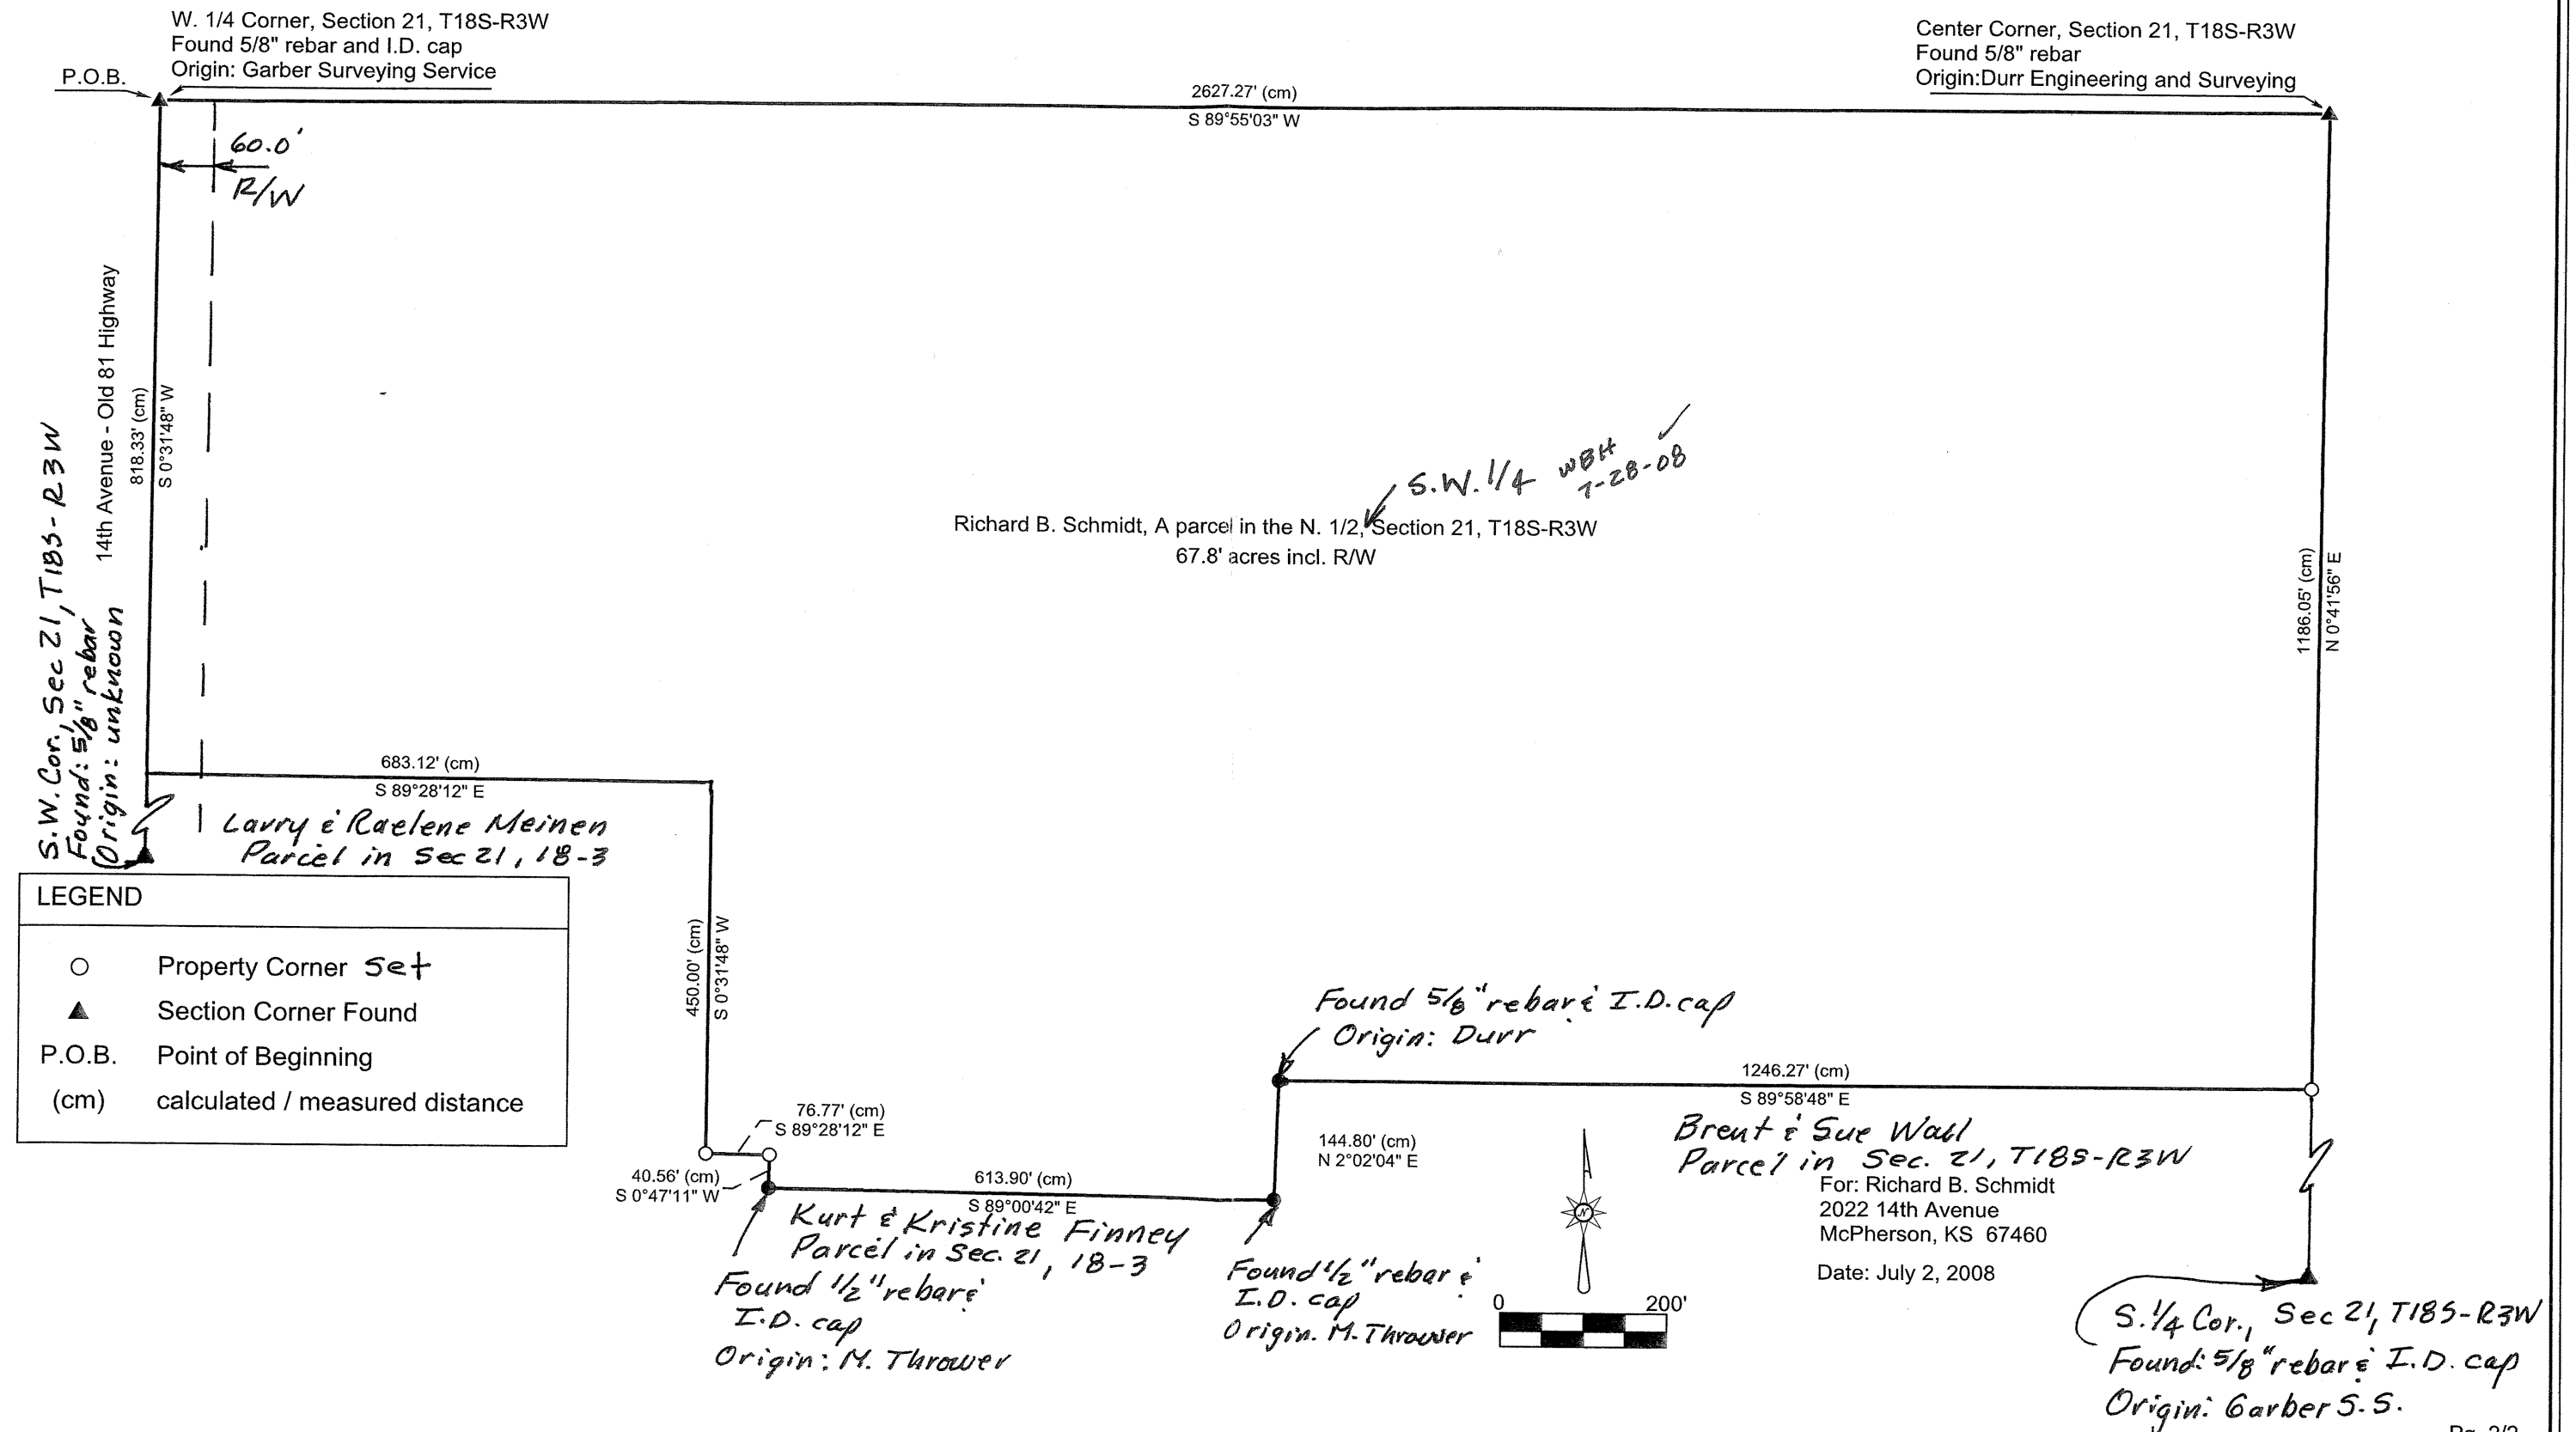 W. 1/4 Corner, Section 21, T18S-R3W
Found 5/8" rebar and I.D. cap
Origin: Garber Surveying Service
P.O.B.
Center Corner, Section 21, T18S-R3W
Found 5/8" rebar
Origin:Durr Engineering and Surveying
2627.27' (cm)
S 89°55'03" W
60.0'
R/W
14th Avenue - Old 81 Highway
818.33' (cm)
S 0°31'48" W
S.W. Cor., Sec 21, T18S-R3W
Found: 5/8" rebar
Origin: unknown
S.W. 1/4 WBH
7-28-08
Richard B. Schmidt, A parcel in the N. 1/2, Section 21, T18S-R3W
67.8' acres incl. R/W
1186.05' (cm)
N 0°41'56" E
683.12' (cm)
S 89°28'12" E
Larry & Raelene Meinen
Parcel in Sec 21, 18-3
LEGEND
Property Corner Set
Section Corner Found
P.O.B. Point of Beginning
(cm) calculated / measured distance
450.00' (cm)
S 0°31'48" W
76.77' (cm)
S 89°28'12" E
40.56' (cm)
S 0°47'11" W
613.90' (cm)
S 89°00'42" E
Kurt & Kristine Finney
Parcel in Sec. 21, 18-3
Found 1/2" rebar &
I.D. cap
Origin: M. Thrower
Found 5/8" rebar & I.D. cap
Origin: Durr
144.80' (cm)
N 2°02'04" E
Found 1/2" rebar &
I.D. cap
Origin. M. Thrower
1246.27' (cm)
S 89°58'48" E
Brent & Sue Wall
Parcel in Sec. 21, T18S-R3W
For: Richard B. Schmidt
2022 14th Avenue
McPherson, KS 67460
Date: July 2, 2008
N
0 200'
S. 1/4 Cor., Sec 21, T18S-R3W
Found: 5/8" rebar & I.D. cap
Origin: Garber S.S.